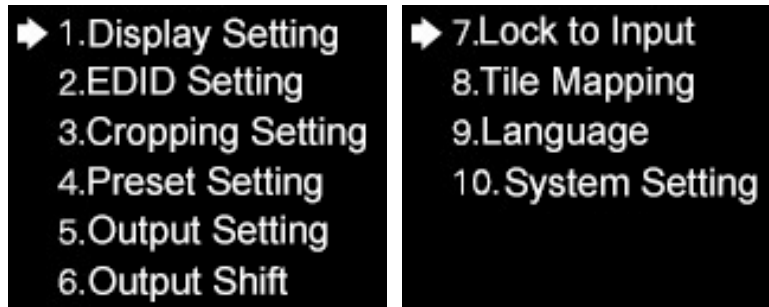 1.Display Setting
2.EDID Setting
3.Cropping Setting
4.Preset Setting
5.Output Setting
6.Output Shift
7.Lock to Input
8.Tile Mapping
9.Language
10.System Setting